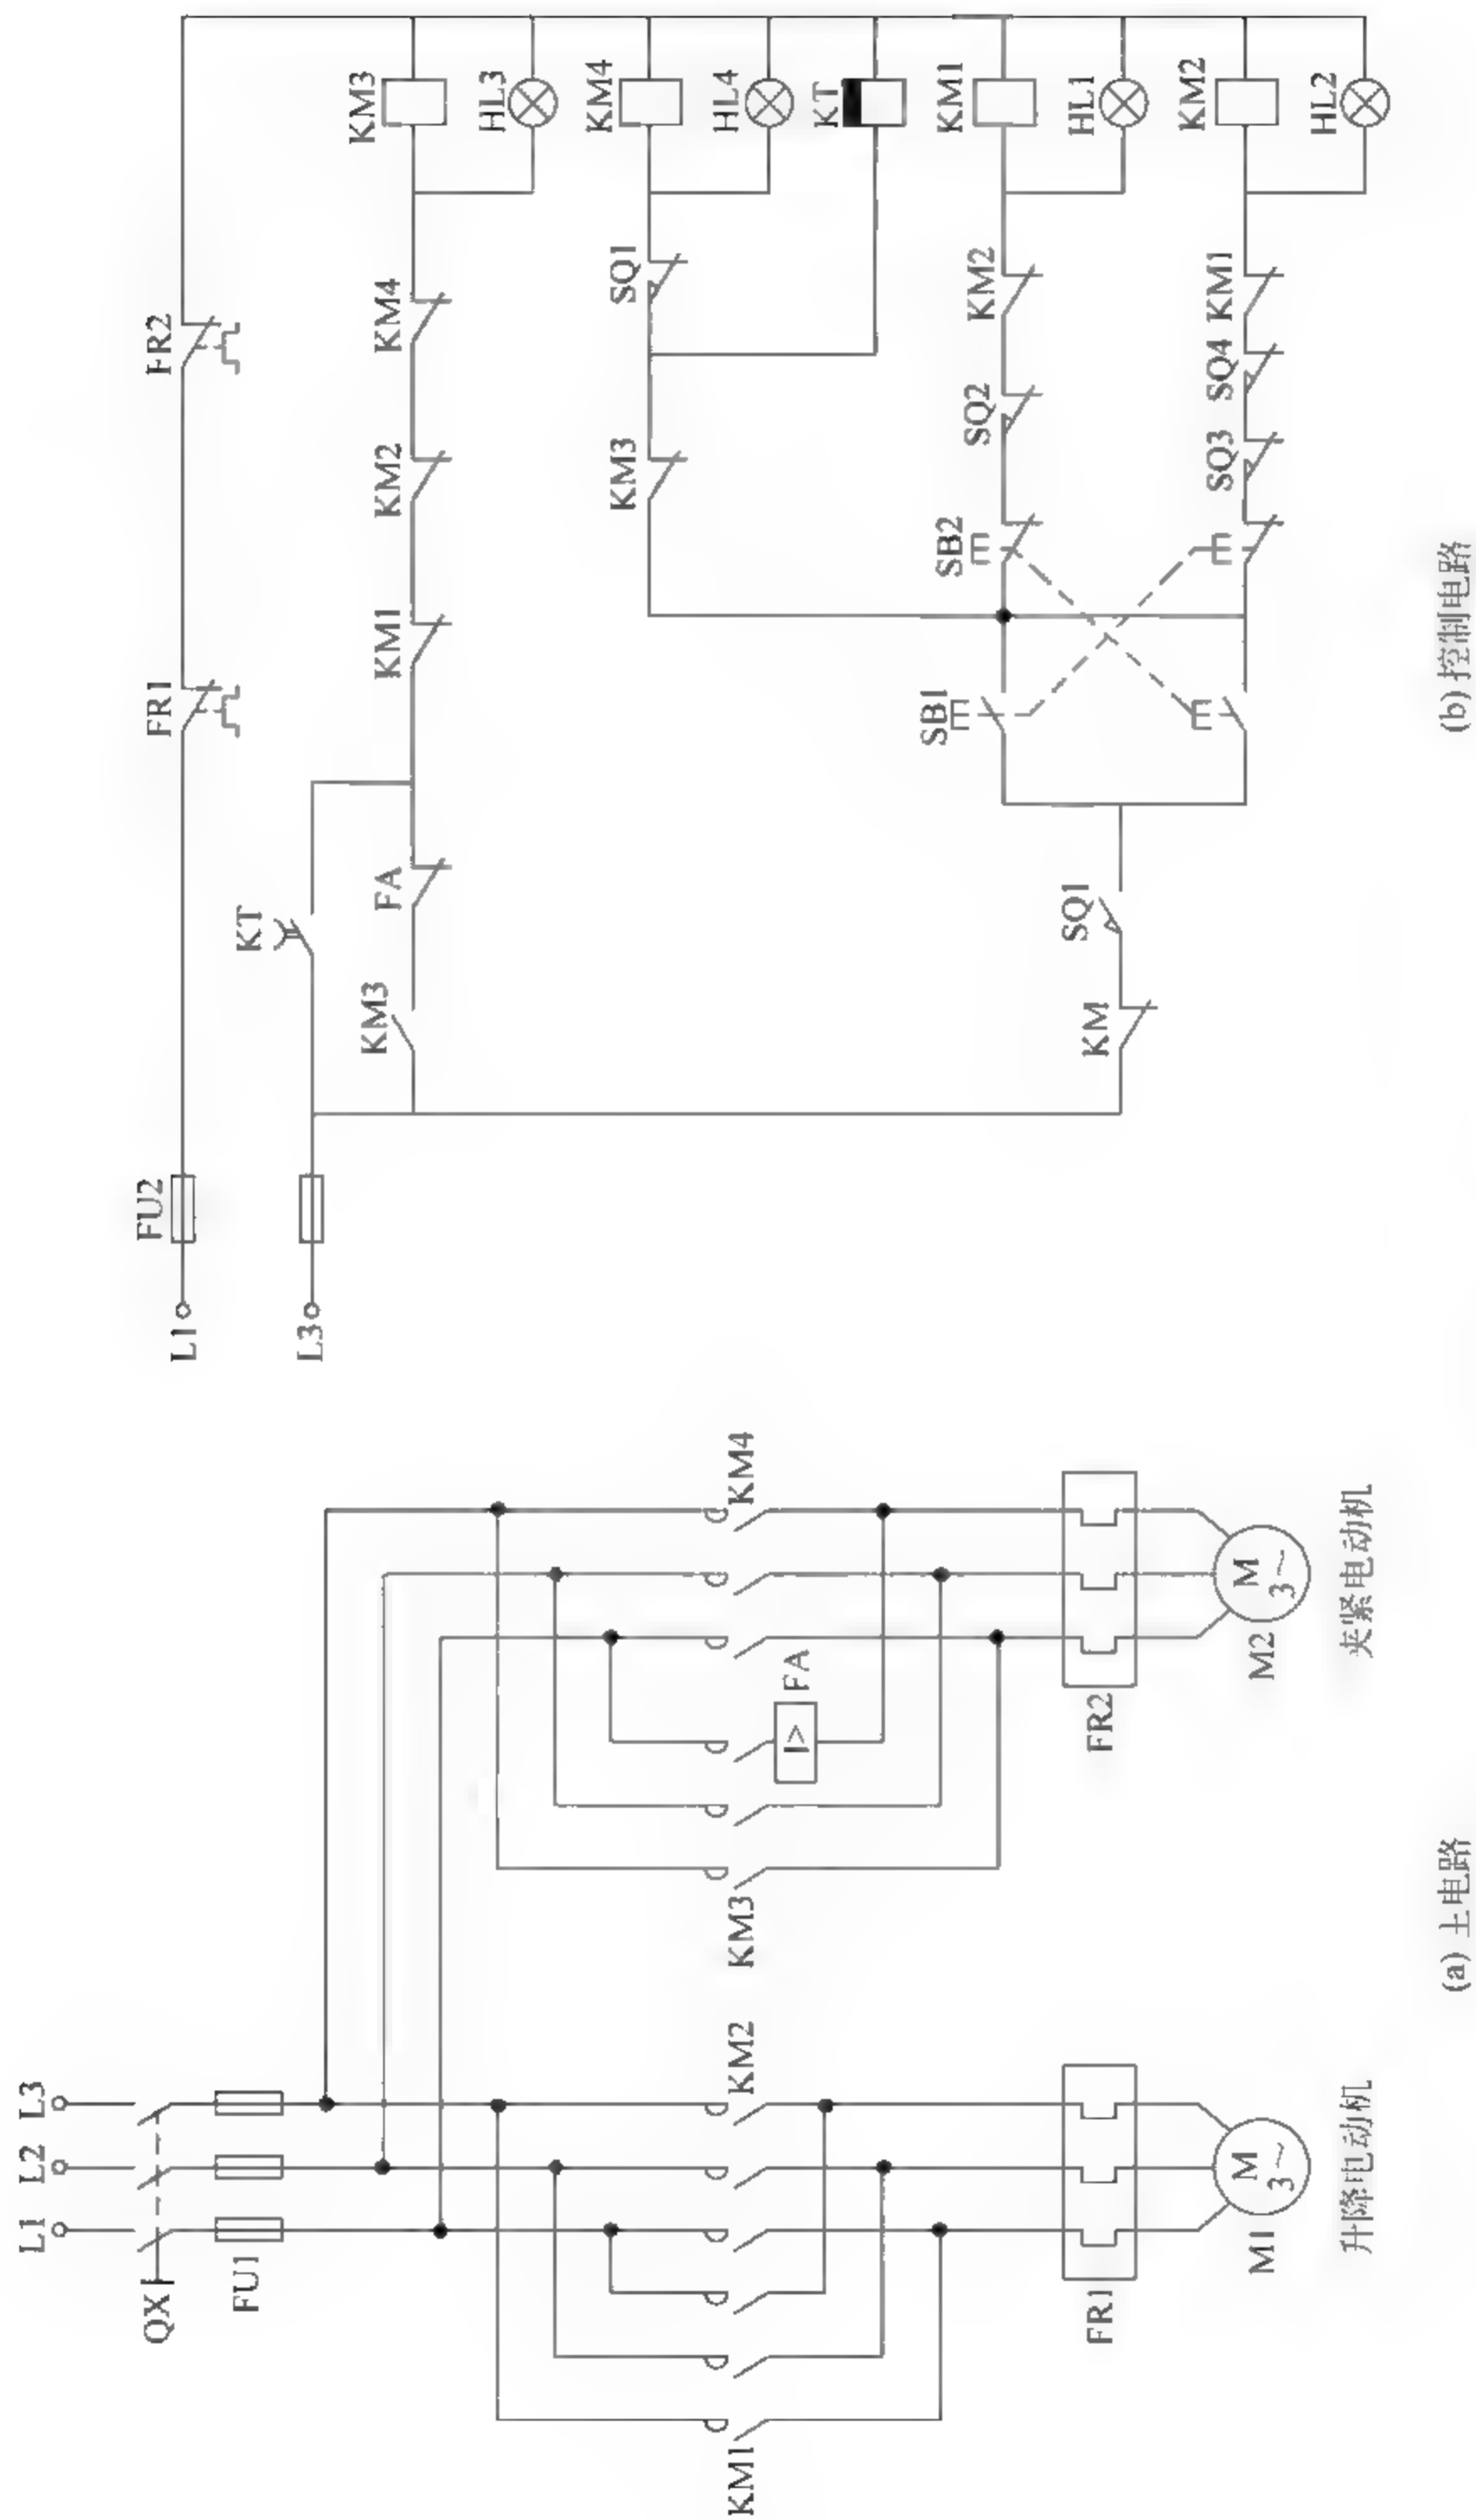 L1 L2 L3
QX
FU1
KM1
KM2
KM3
FA
I>
KM4
FR1
FR2
M
3~
M1
升降电动机
M
3~
M2
夹紧电动机
(a) 主电路
L1
FU2
FR1
FR2
L3
KT
KM3
FA
KM1
KM2
KM4
KM3
HL3
KM3
SQ1
KM4
HL4
KT
KM
SQ1
SB1
SB2
SQ2
KM2
KM1
HL1
SQ3
SQ4
KM1
KM2
HL2
(b) 控制电路